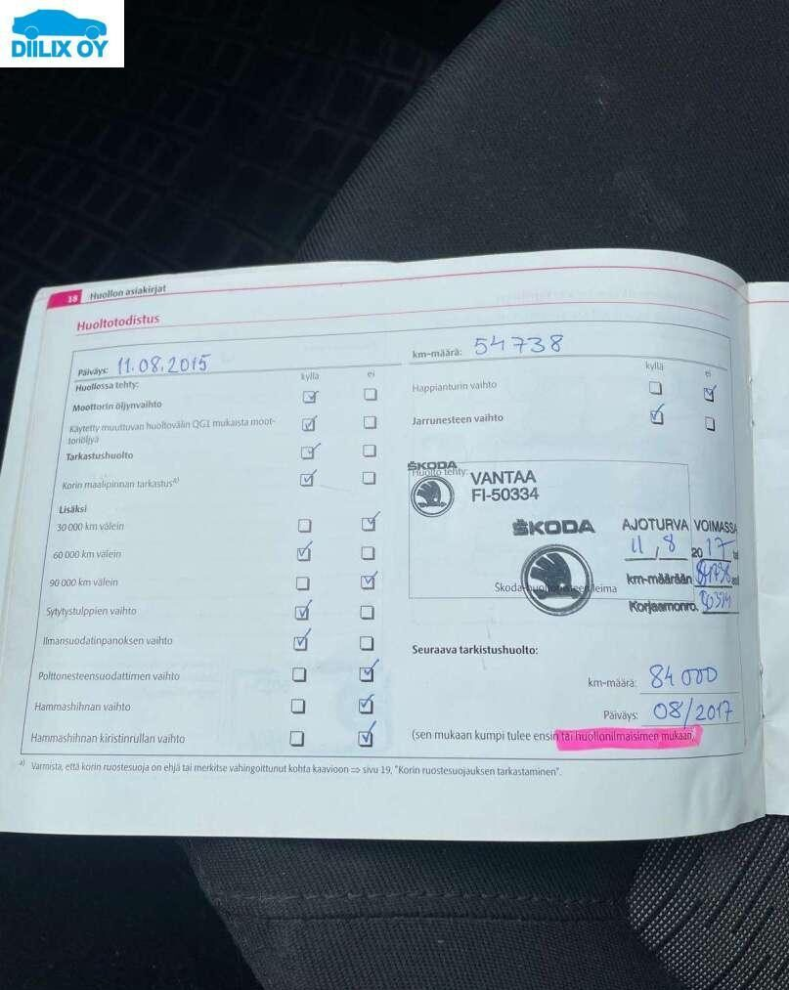 DIILIX OY
18 Huollon asiakirjat
Huoltotodistus
Päiväys: 11.08.2015
Huollossa tehty:
kyllä ei
Moottorin öljynvaihto
Käytetty muuttuvan huoltovälin QG1 mukaista moot-
toriöljyä
Tarkastushuolto
Korin maalipinnan tarkastus a)
Lisäksi
30 000 km välein
60 000 km välein
90 000 km välein
Sytytystulppien vaihto
Ilmansuodatinpanoksen vaihto
Polttonesteensuodattimen vaihto
Hammashihnan vaihto
Hammashihnan kiristinrullan vaihto
km-määrä: 54738
kyllä ei
Happianturin vaihto
Jarrunesteen vaihto
Huolto tehty:
ŠKODA
VANTAA
FI-50334
ŠKODA
AJOTURVA VOIMASSA
11 , 8 2017
km-määrään
Korjaamonro.
Seuraava tarkistushuolto:
km-määrä: 84 000
Päiväys: 08/2017
(sen mukaan kumpi tulee ensin tai huollonilmaisimen mukaan)
a) Varmista, että korin ruostesuoja on ehjä tai merkitse vahingoittunut kohta kaavioon ⇒ sivu 19, "Korin ruostesuojauksen tarkastaminen".